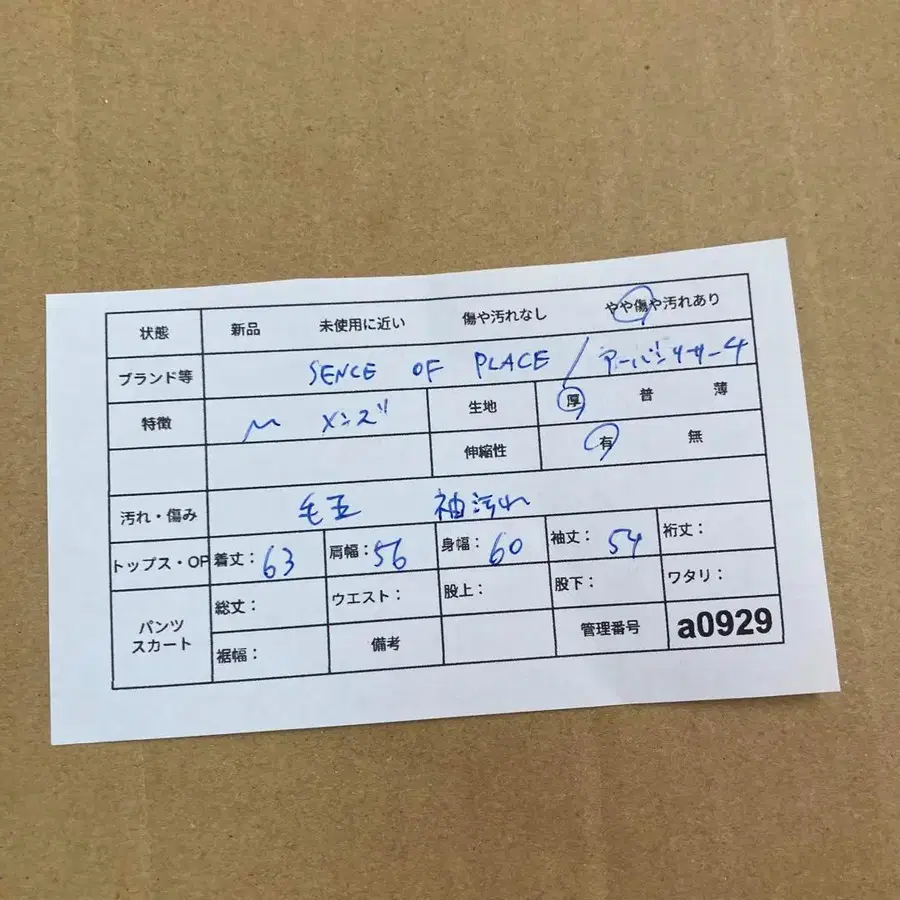 状態 新品 未使用に近い 傷や汚れなし やや傷や汚れあり
ブランド等 SENCE OF PLACE / アーバンリサーチ
特徴 M メンズ 生地 厚 普 薄
伸縮性 有 無
汚れ・傷み 毛玉 袖汚れ
トップス・OP 着丈: 63 肩幅: 56 身幅: 60 袖丈: 54 裄丈:
パンツ スカート 総丈: ウエスト: 股上: 股下: ワタリ:
裾幅: 備考 管理番号 a0929